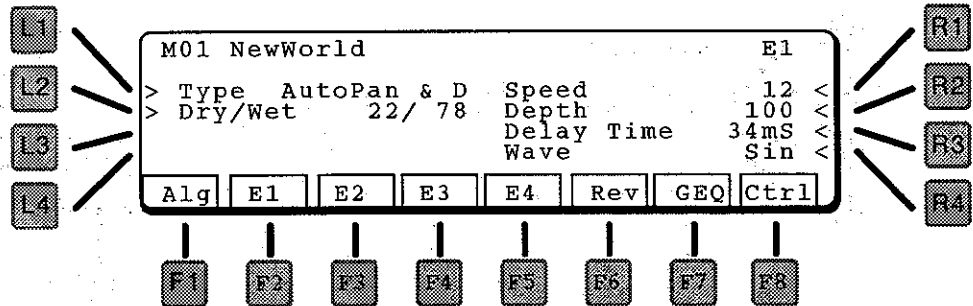 L1
L2
L3
L4
M01 NewWorld E1
> Type AutoPan & D Speed 12 <
> Dry/Wet 22/ 78 Depth 100 <
Delay Time 34mS <
Wave Sin <
Alg E1 E2 E3 E4 Rev GEQ Ctrl
R1
R2
R3
R4
F1 F2 F3 F4 F5 F6 F7 F8